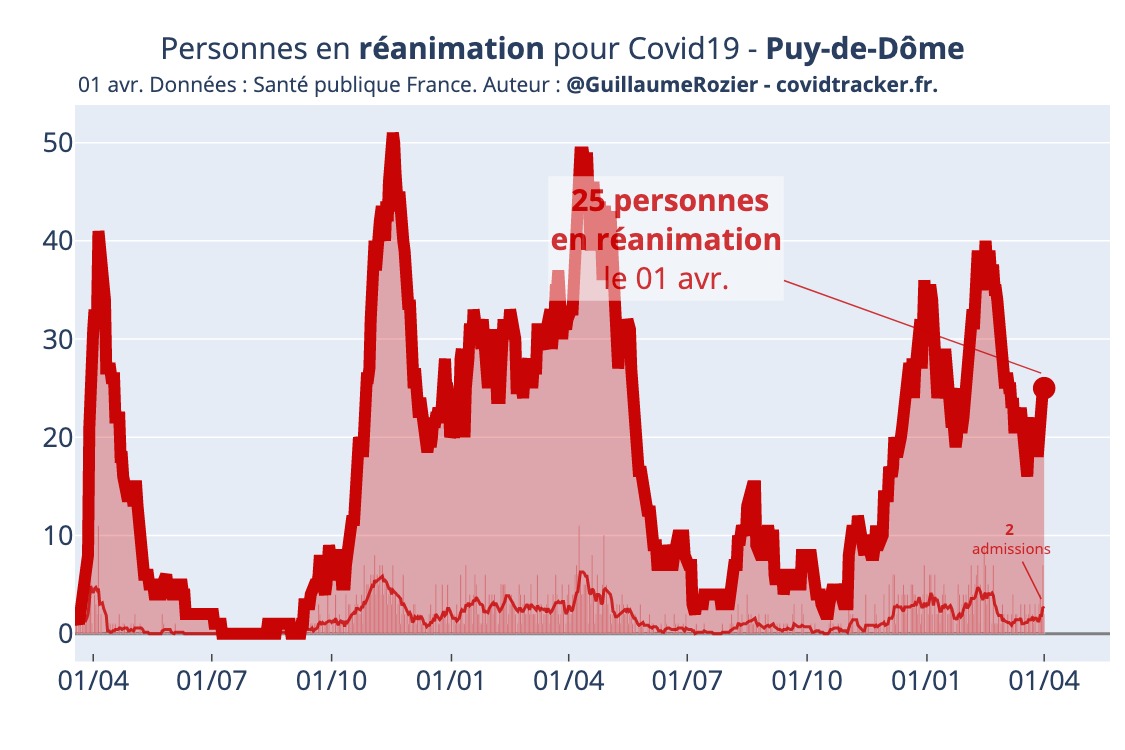 Personnes en réanimation pour Covid19 - Puy-de-Dôme
01 avr. Données : Santé publique France. Auteur : @GuillaumeRozier - covidtracker.fr.
50
25 personnes
en réanimation
40
le 01 avr.
30
20
10
2
admissions
0
01/04 01/07 01/10 01/01 01/04 01/07 01/10 01/01 01/04